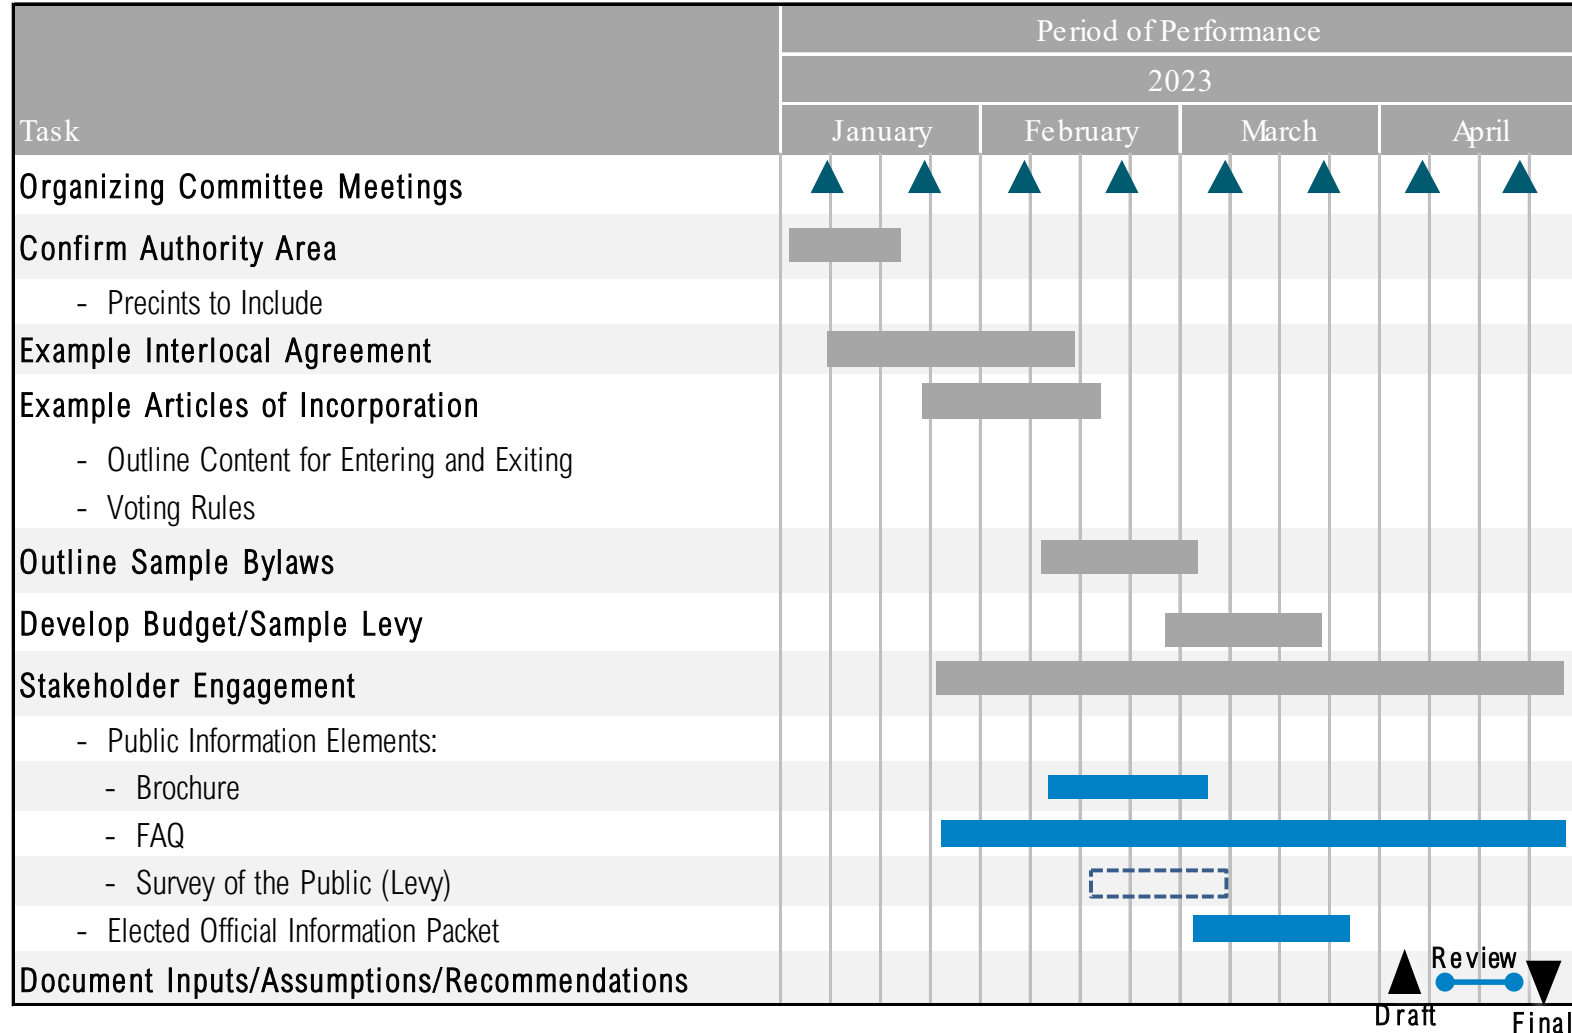 Period of Performance
2023
Task January February March April
Organizing Committee Meetings
Confirm Authority Area
- Precints to Include
Example Interlocal Agreement
Example Articles of Incorporation
- Outline Content for Entering and Exiting
- Voting Rules
Outline Sample Bylaws
Develop Budget/Sample Levy
Stakeholder Engagement
- Public Information Elements:
- Brochure
- FAQ
- Survey of the Public (Levy)
- Elected Official Information Packet
Review
Document Inputs/Assumptions/Recommendations
Draft Final